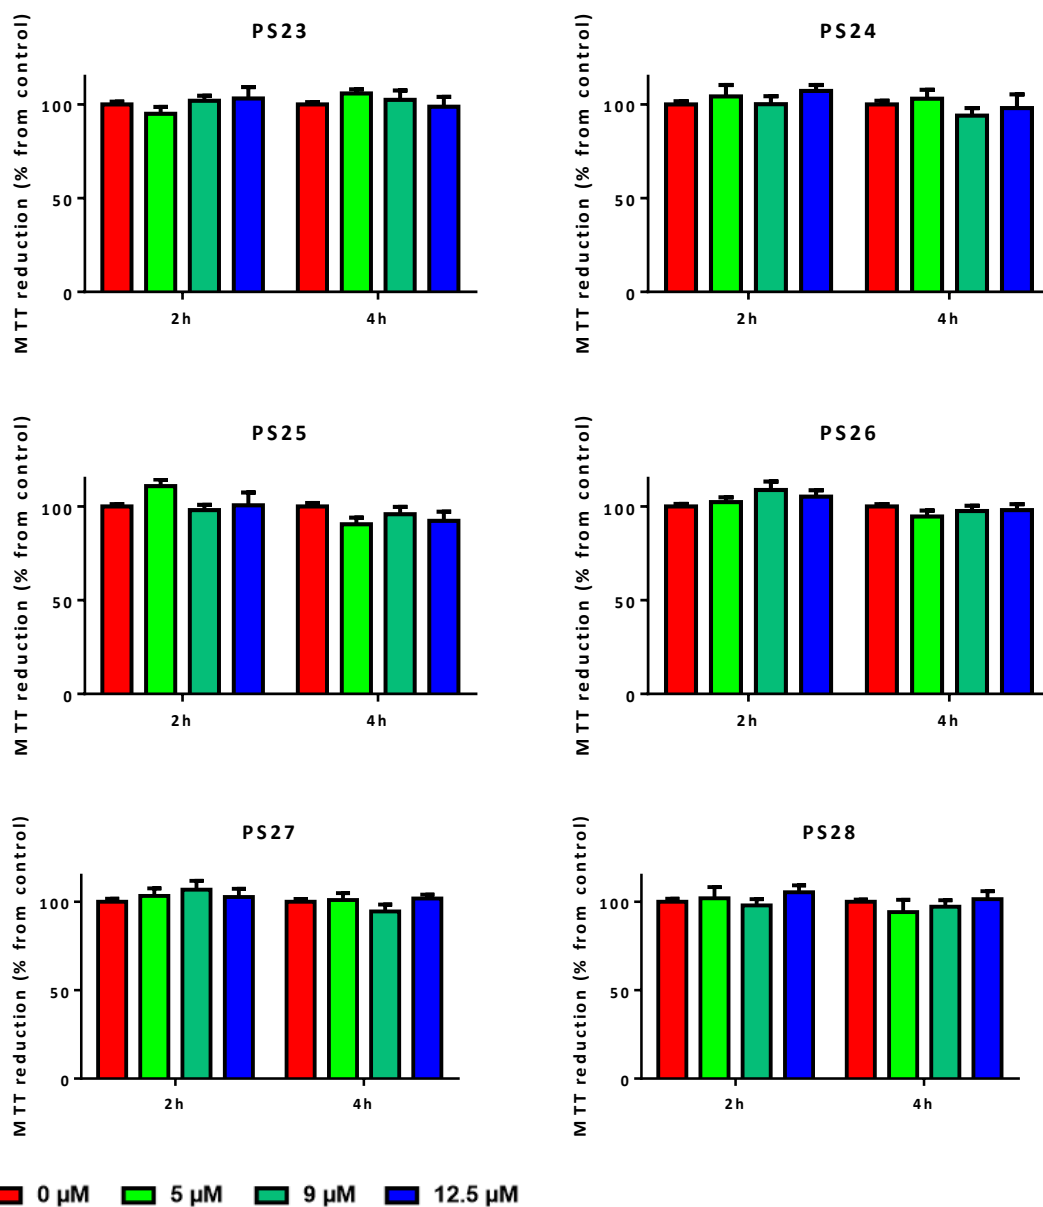 PS23
MTT reduction (% from control)
100
50
0
2h
4h
PS24
MTT reduction (% from control)
100
50
0
2h
4h
PS25
MTT reduction (% from control)
100
50
0
2h
4h
PS26
MTT reduction (% from control)
100
50
0
2h
4h
PS27
MTT reduction (% from control)
100
50
0
2h
4h
PS28
MTT reduction (% from control)
100
50
0
2h
4h
0 µM 5 µM 9 µM 12.5 µM